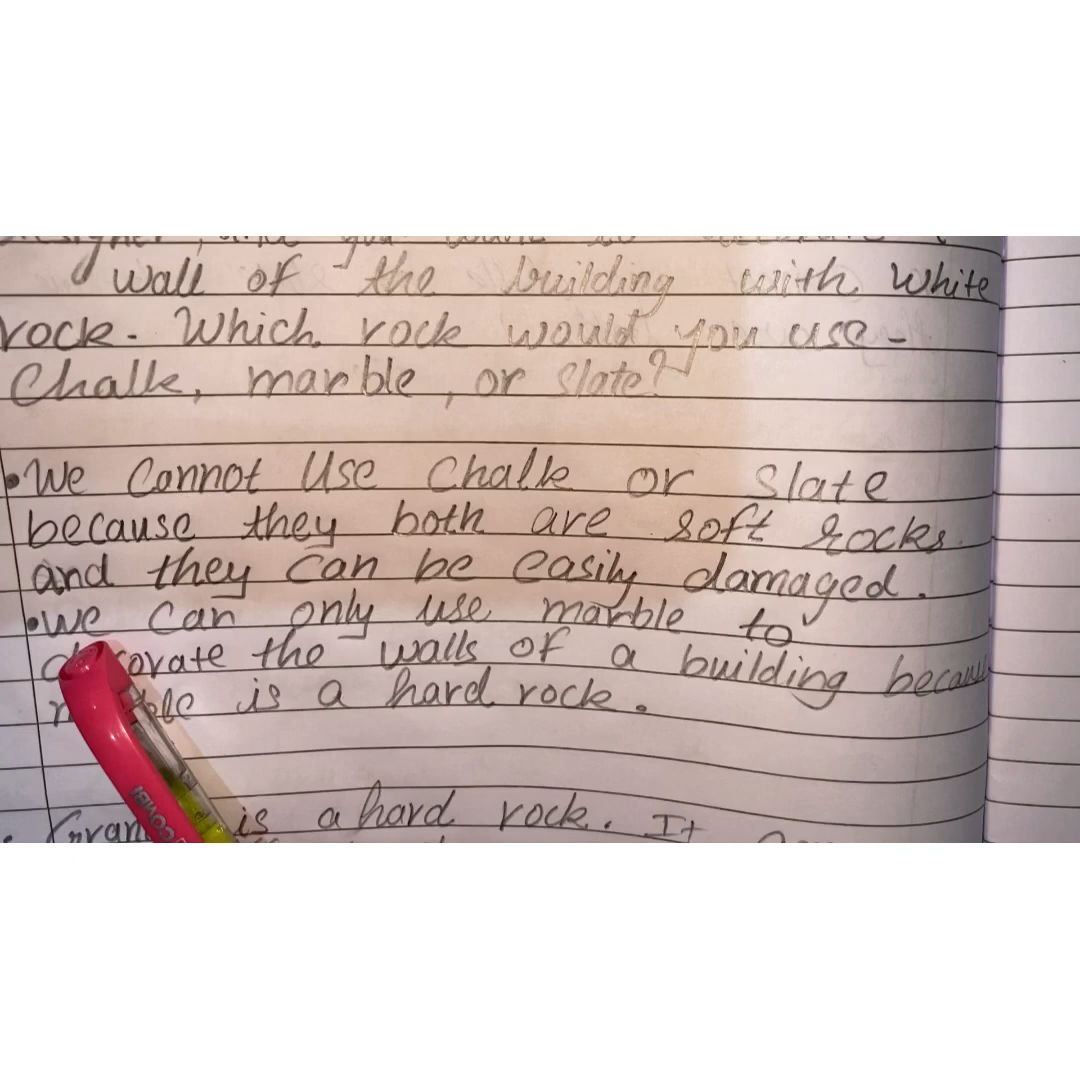 wall of the building with white
rock. Which rock would you use -
Chalk, marble, or slate?
• We Cannot Use Chalk or Slate
because they both are soft rocks
and they can be easily damaged.
• we can only use marble to
the walls of a building
is a hard rock.
is a hard rock. It